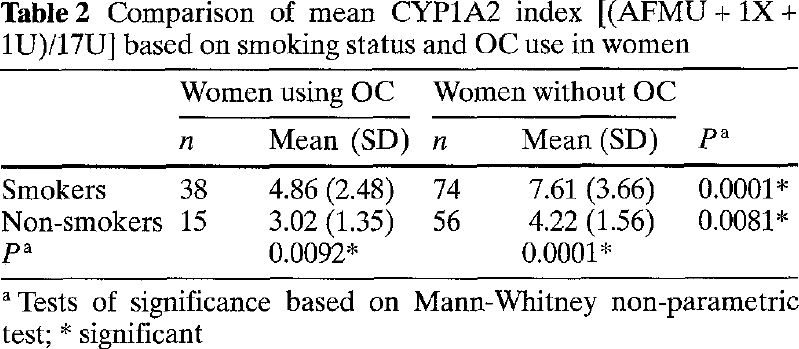 Table 2 Comparison of mean CYP1A2 index [(AFMU + 1X +
1U)/17U] based on smoking status and OC use in women
Women using OC Women without OC
n Mean (SD) n Mean (SD) P a
Smokers 38 4.86 (2.48) 74 7.61 (3.66) 0.0001*
Non-smokers 15 3.02 (1.35) 56 4.22 (1.56) 0.0081*
P a 0.0092* 0.0001*
a Tests of significance based on Mann-Whitney non-parametric
test; * significant